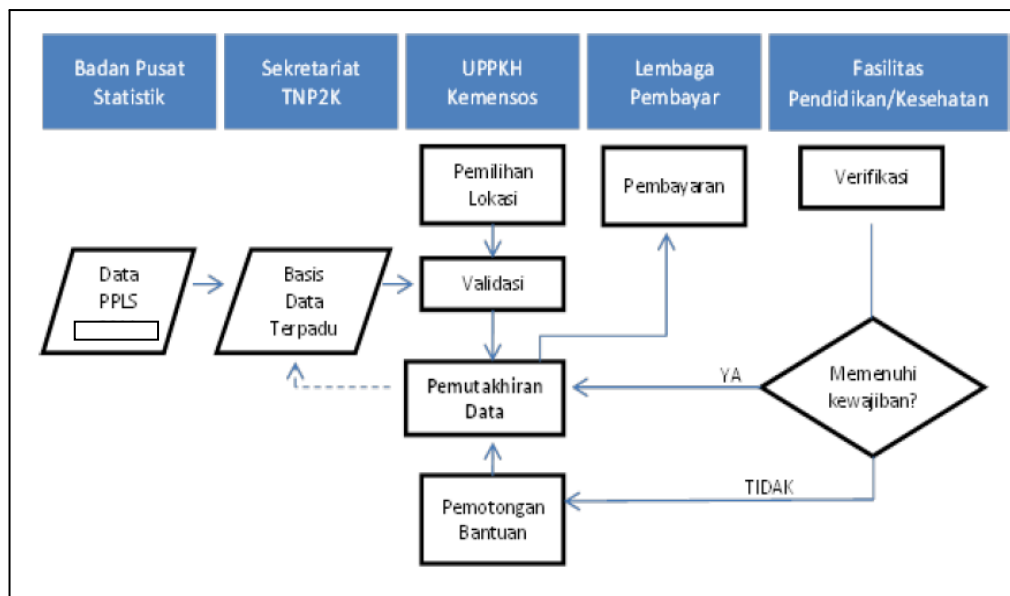 Badan Pusat
Statistik
Sekretariat
TNP2K
UPPKH
Kemensos
Lembaga
Pembayar
Fasilitas
Pendidikan/Kesehatan
Pemilihan
Lokasi
Pembayaran
Verifikasi
Data
PPLS
Basis
Data
Terpadu
Validasi
Pemutakhiran
Data
YA
Memenuhi
kewajiban?
TIDAK
Pemotongan
Bantuan